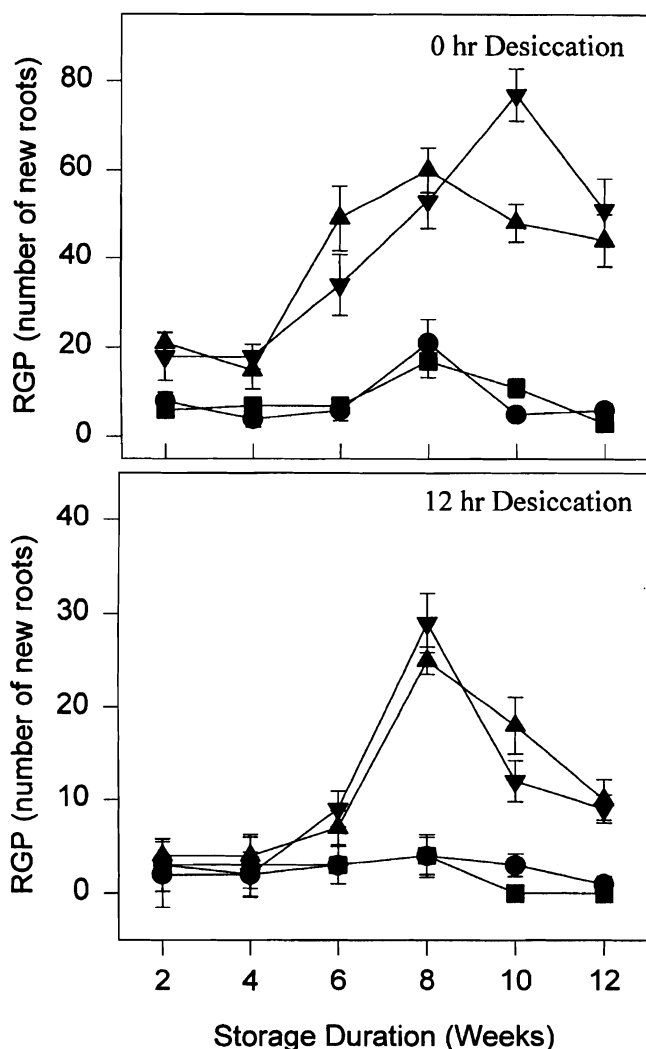 0 hr Desiccation
RGP (number of new roots)
80
60
40
20
0
12 hr Desiccation
RGP (number of new roots)
40
30
20
10
0
2 4 6 8 10 12
Storage Duration (Weeks)